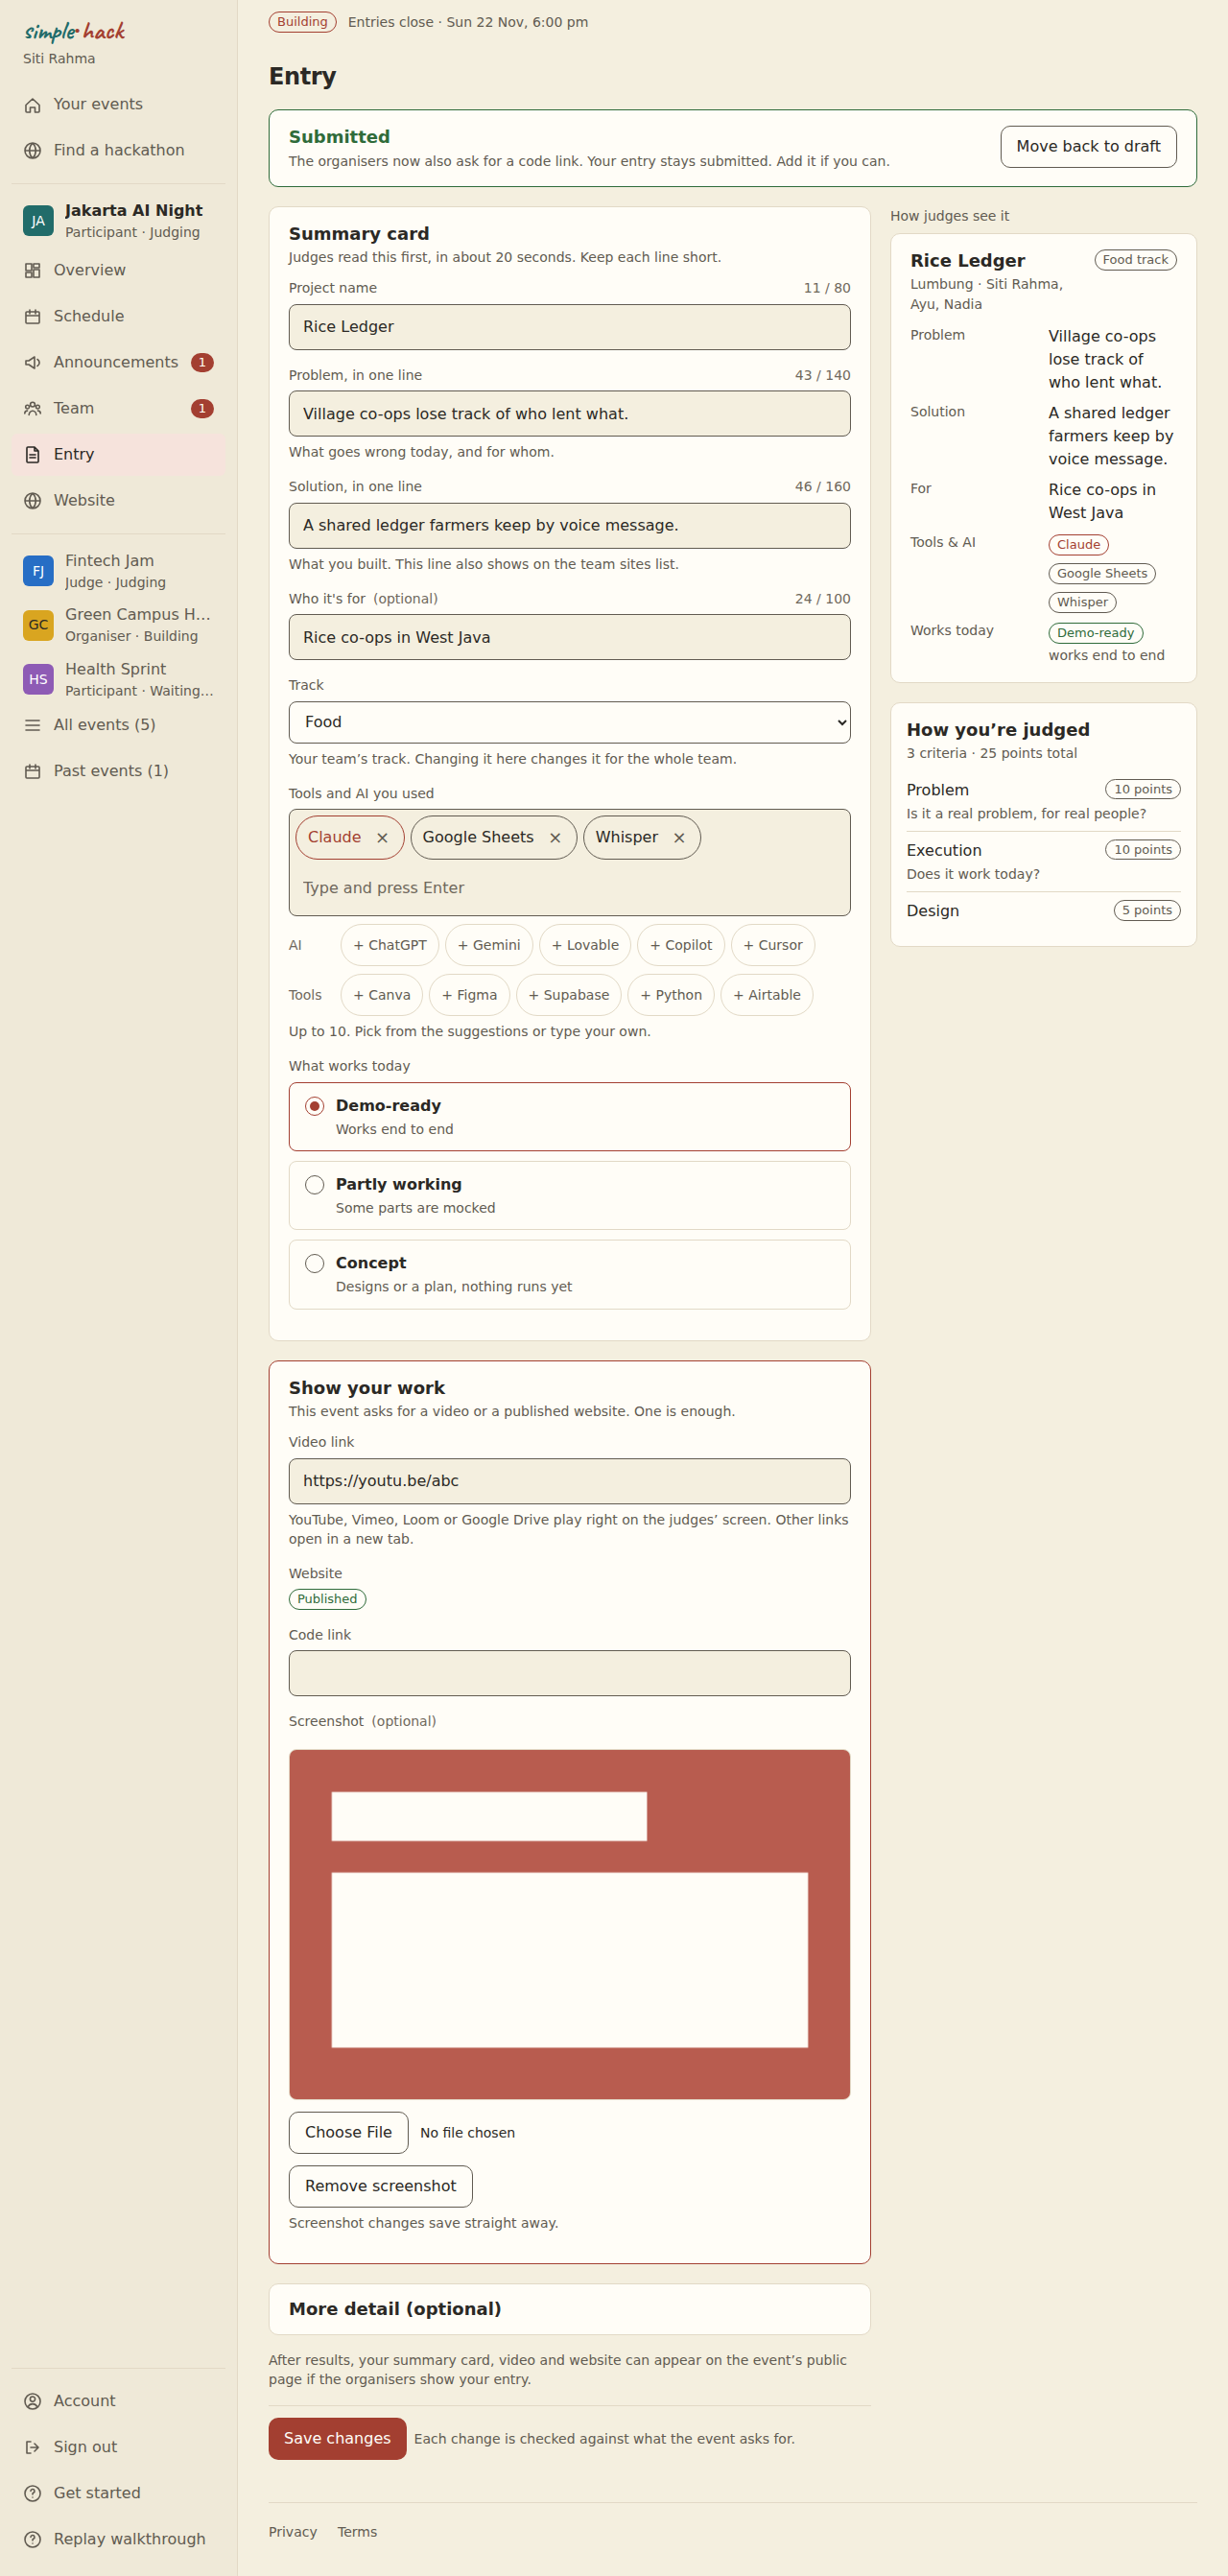 simple·hack
Siti Rahma
Your events
Find a hackathon
JA
Jakarta AI Night
Participant · Judging
Overview
Schedule
Announcements 1
Team 1
Entry
Website
FJ
Fintech Jam
Judge · Judging
GC
Green Campus H…
Organiser · Building
HS
Health Sprint
Participant · Waiting…
All events (5)
Past events (1)
Account
Sign out
Get started
Replay walkthrough
Building Entries close · Sun 22 Nov, 6:00 pm
Entry
Submitted
The organisers now also ask for a code link. Your entry stays submitted. Add it if you can.
Move back to draft
Summary card
Judges read this first, in about 20 seconds. Keep each line short.
Project name 11 / 80
Rice Ledger
Problem, in one line 43 / 140
Village co-ops lose track of who lent what.
What goes wrong today, and for whom.
Solution, in one line 46 / 160
A shared ledger farmers keep by voice message.
What you built. This line also shows on the team sites list.
Who it's for (optional) 24 / 100
Rice co-ops in West Java
Track
Food
Your team’s track. Changing it here changes it for the whole team.
Tools and AI you used
Claude × Google Sheets × Whisper ×
Type and press Enter
AI + ChatGPT + Gemini + Lovable + Copilot + Cursor
Tools + Canva + Figma + Supabase + Python + Airtable
Up to 10. Pick from the suggestions or type your own.
What works today
Demo-ready
Works end to end
Partly working
Some parts are mocked
Concept
Designs or a plan, nothing runs yet
Show your work
This event asks for a video or a published website. One is enough.
Video link
https://youtu.be/abc
YouTube, Vimeo, Loom or Google Drive play right on the judges’ screen. Other links
open in a new tab.
Website
Published
Code link
Screenshot (optional)
Choose File No file chosen
Remove screenshot
Screenshot changes save straight away.
More detail (optional)
After results, your summary card, video and website can appear on the event’s public
page if the organisers show your entry.
Save changes Each change is checked against what the event asks for.
How judges see it
Rice Ledger Food track
Lumbung · Siti Rahma,
Ayu, Nadia
Problem Village co-ops
lose track of
who lent what.
Solution A shared ledger
farmers keep by
voice message.
For Rice co-ops in
West Java
Tools & AI Claude
Google Sheets
Whisper
Works today Demo-ready
works end to end
How you’re judged
3 criteria · 25 points total
Problem 10 points
Is it a real problem, for real people?
Execution 10 points
Does it work today?
Design 5 points
Privacy Terms